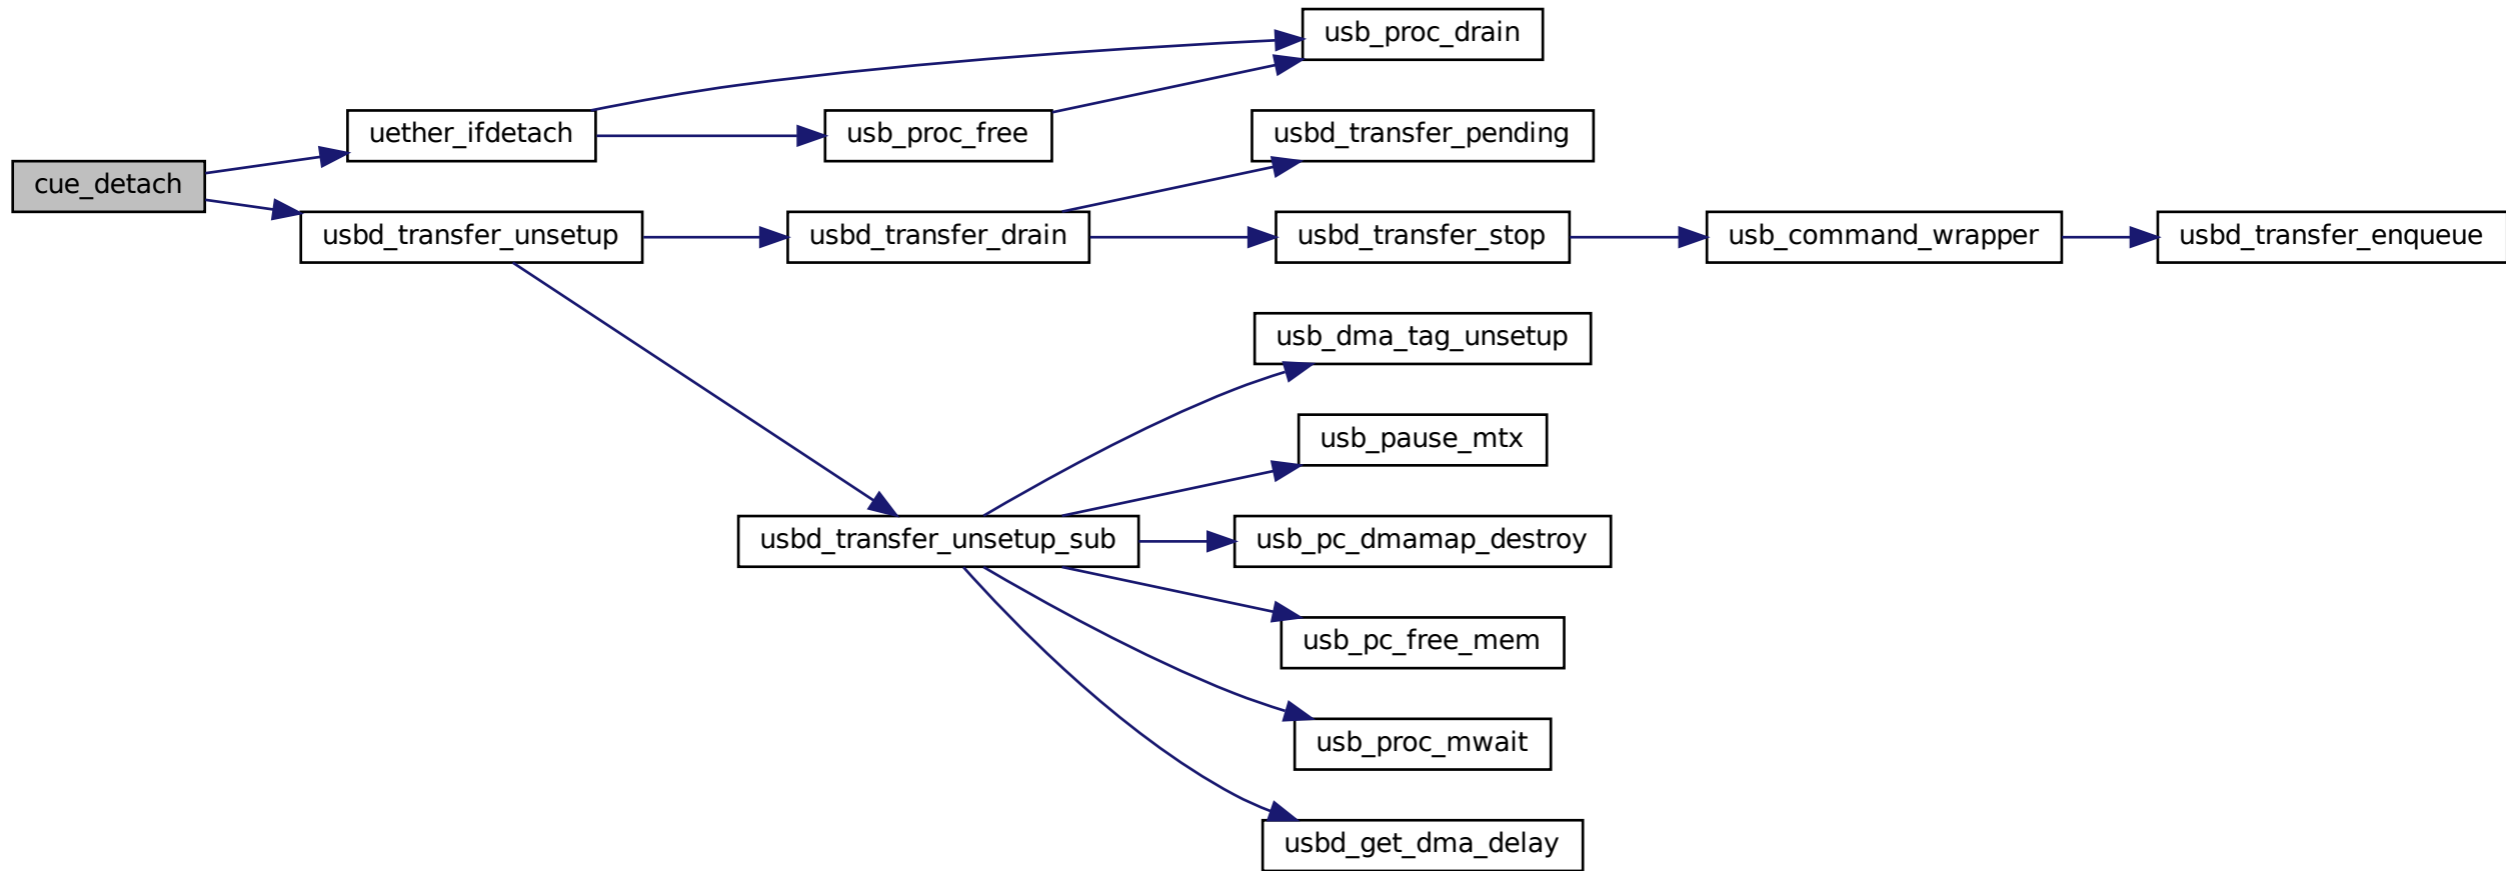 usb_proc_drain
uether_ifdetach
usb_proc_free
usbd_transfer_pending
cue_detach
usbd_transfer_unsetup
usbd_transfer_drain
usbd_transfer_stop
usb_command_wrapper
usbd_transfer_enqueue
usb_dma_tag_unsetup
usb_pause_mtx
usbd_transfer_unsetup_sub
usb_pc_dmamap_destroy
usb_pc_free_mem
usb_proc_mwait
usbd_get_dma_delay